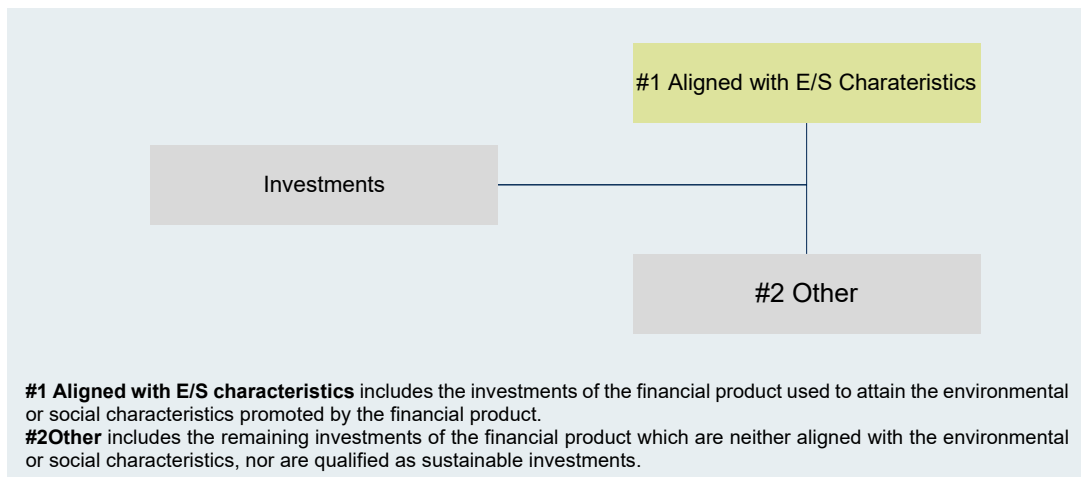 #1 Aligned with E/S Charateristics
Investments
#2 Other
#1 Aligned with E/S characteristics includes the investments of the financial product used to attain the environmental
or social characteristics promoted by the financial product.
#2Other includes the remaining investments of the financial product which are neither aligned with the environmental
or social characteristics, nor are qualified as sustainable investments.